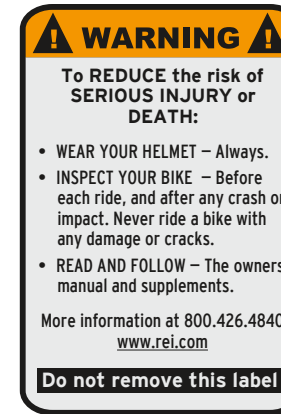 WARNING
To REDUCE the risk of
SERIOUS INJURY or
DEATH:
• WEAR YOUR HELMET — Always.
• INSPECT YOUR BIKE — Before
each ride, and after any crash or
impact. Never ride a bike with
any damage or cracks.
• READ AND FOLLOW — The owners
manual and supplements.
More information at 800.426.4840
www.rei.com
Do not remove this label